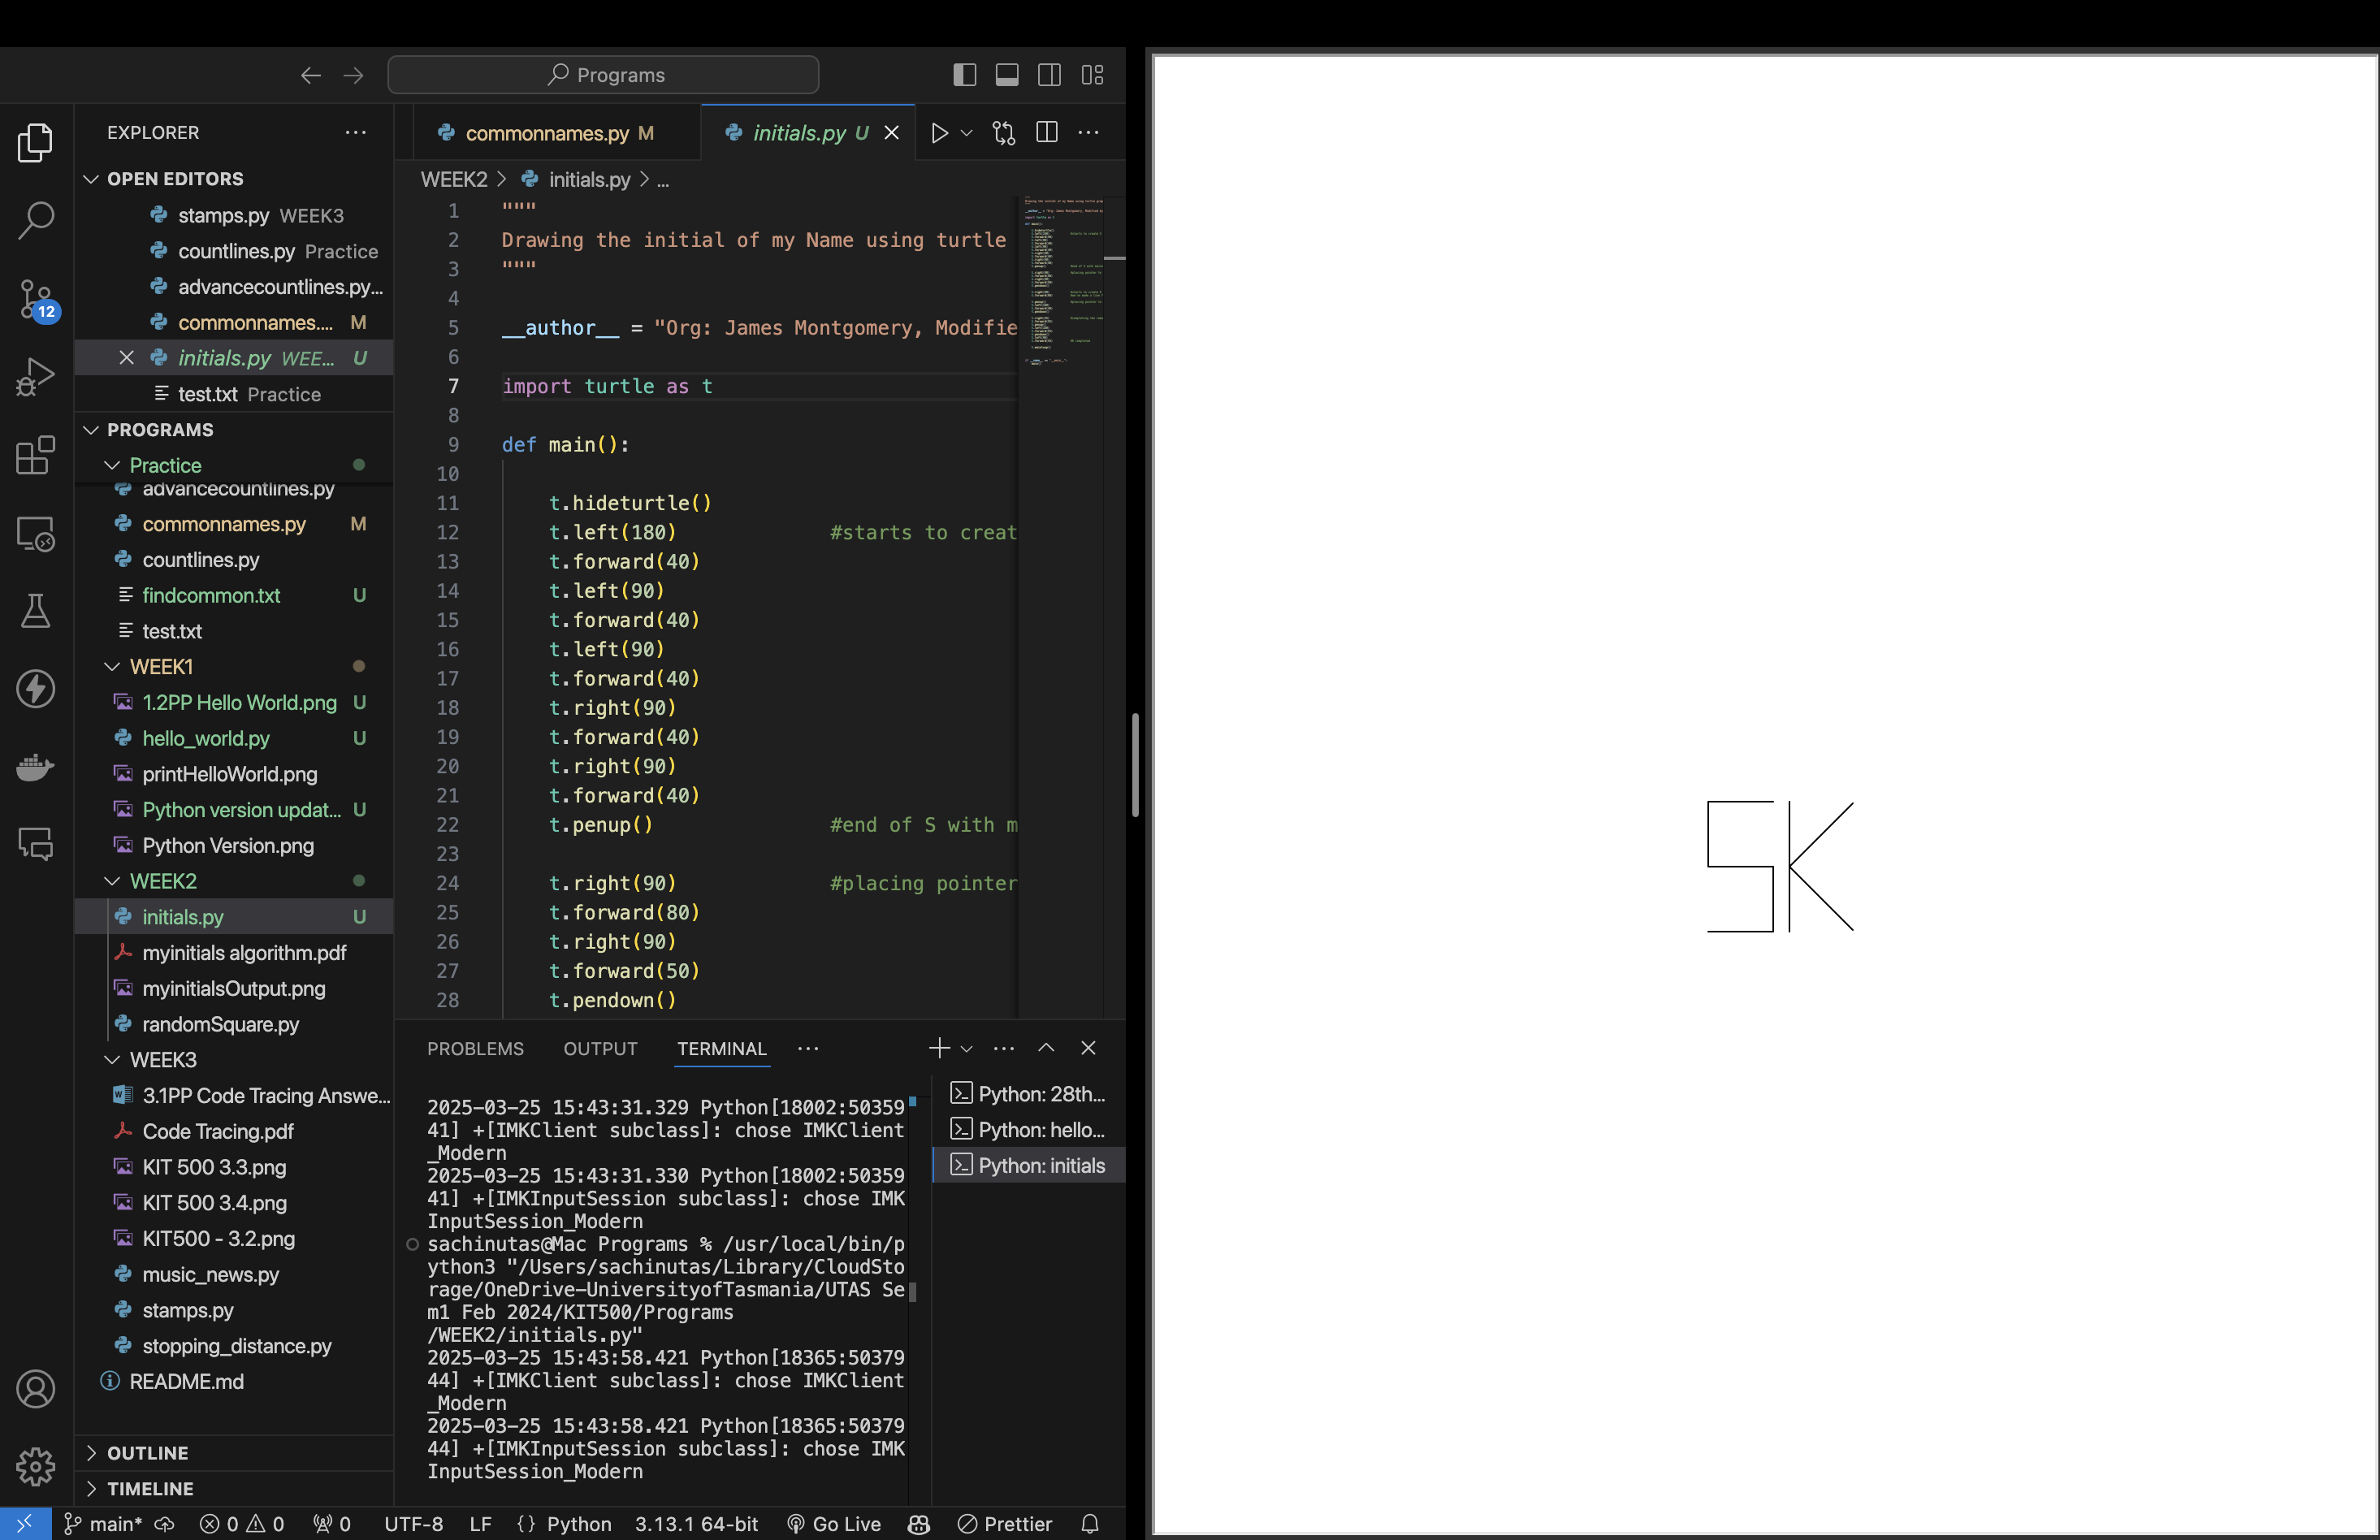 Programs
EXPLORER
OPEN EDITORS
stamps.py WEEK3
countlines.py Practice
advancecountlines.py...
commonnames.... M
initials.py WEE... U
test.txt Practice
PROGRAMS
Practice
advancecountlines.py
commonnames.py M
countlines.py
findcommon.txt U
test.txt
WEEK1
1.2PP Hello World.png U
hello_world.py U
printHelloWorld.png
Python version updat... U
Python Version.png
WEEK2
initials.py U
myinitials algorithm.pdf
myinitialsOutput.png
randomSquare.py
WEEK3
3.1PP Code Tracing Answe...
Code Tracing.pdf
KIT 500 3.3.png
KIT 500 3.4.png
KIT500 - 3.2.png
music_news.py
stamps.py
stopping_distance.py
README.md
OUTLINE
TIMELINE
12
commonnames.py M
initials.py U
WEEK2 > initials.py > ...
1 """
2 Drawing the initial of my Name using turtle
3 """
4
5 __author__ = "Org: James Montgomery, Modifie
6
7 import turtle as t
8
9 def main():
10
11 t.hideturtle()
12 t.left(180) #starts to creat
13 t.forward(40)
14 t.left(90)
15 t.forward(40)
16 t.left(90)
17 t.forward(40)
18 t.right(90)
19 t.forward(40)
20 t.right(90)
21 t.forward(40)
22 t.penup() #end of S with m
23
24 t.right(90) #placing pointer
25 t.forward(80)
26 t.right(90)
27 t.forward(50)
28 t.pendown()
PROBLEMS OUTPUT TERMINAL
2025-03-25 15:43:31.329 Python[18002:50359
41] +[IMKClient subclass]: chose IMKClient
_Modern
2025-03-25 15:43:31.330 Python[18002:50359
41] +[IMKInputSession subclass]: chose IMK
InputSession_Modern
sachinutas@Mac Programs % /usr/local/bin/p
ython3 "/Users/sachinutas/Library/CloudSto
rage/OneDrive-UniversityofTasmania/UTAS Se
m1 Feb 2024/KIT500/Programs
/WEEK2/initials.py"
2025-03-25 15:43:58.421 Python[18365:50379
44] +[IMKClient subclass]: chose IMKClient
_Modern
2025-03-25 15:43:58.421 Python[18365:50379
44] +[IMKInputSession subclass]: chose IMK
InputSession_Modern
Python: 28th...
Python: hello...
Python: initials
main* 0 0 0 UTF-8 LF {} Python 3.13.1 64-bit Go Live Prettier
SK